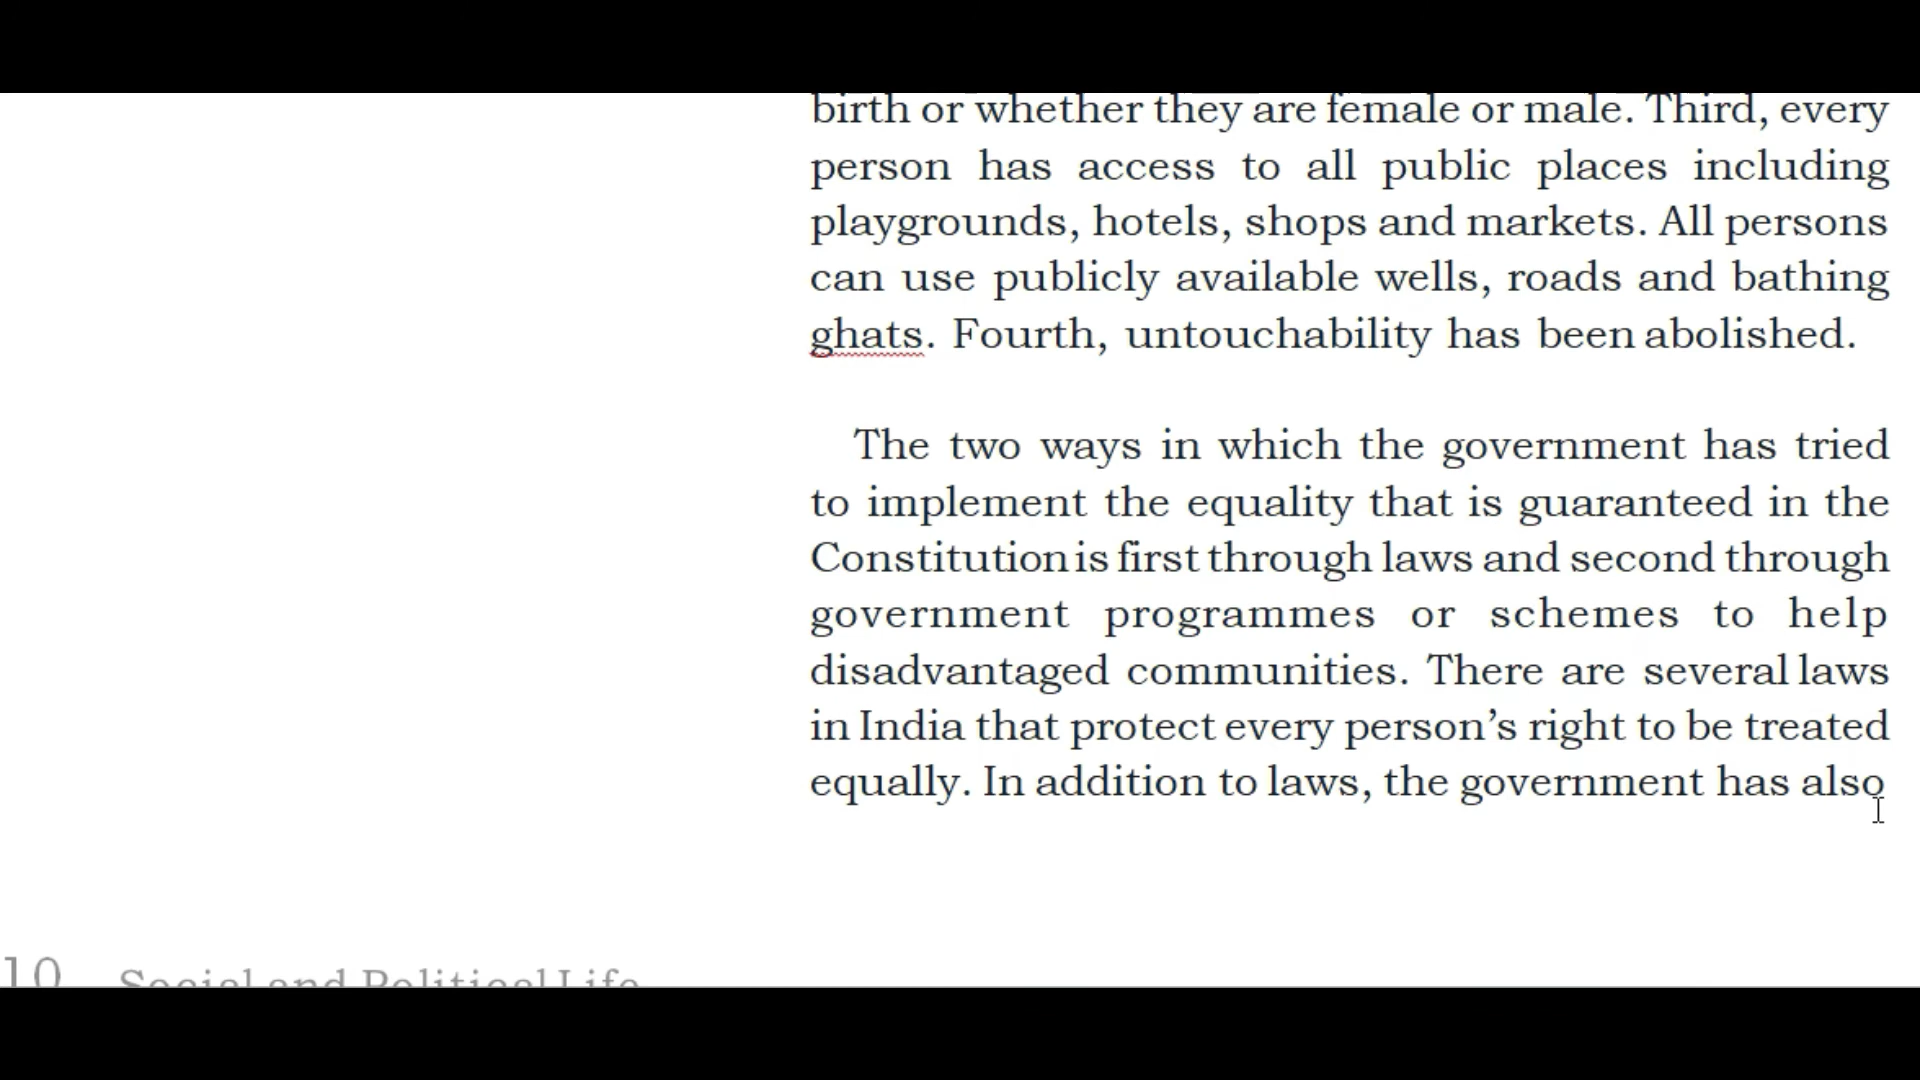 birth or whether they are female or male. Third, every
person has access to all public places including
playgrounds, hotels, shops and markets. All persons
can use publicly available wells, roads and bathing
ghats. Fourth, untouchability has been abolished.
The two ways in which the government has tried
to implement the equality that is guaranteed in the
Constitution is first through laws and second through
government programmes or schemes to help
disadvantaged communities. There are several laws
in India that protect every person’s right to be treated
equally. In addition to laws, the government has also
10 Social and Political Life